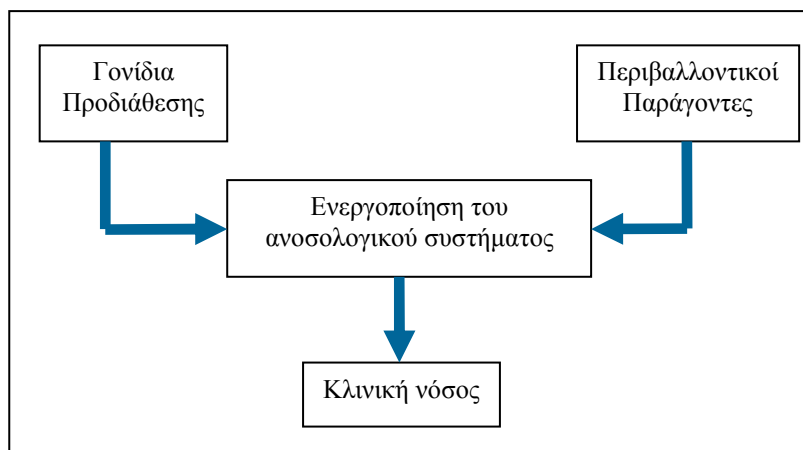 Γονίδια
Προδιάθεσης
Περιβαλλοντικοί
Παράγοντες
Ενεργοποίηση του
ανοσολογικού συστήματος
Κλινική νόσος